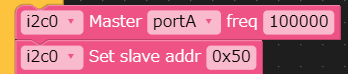 i2c0 Master portA freq 100000
i2c0 Set slave addr 0x50